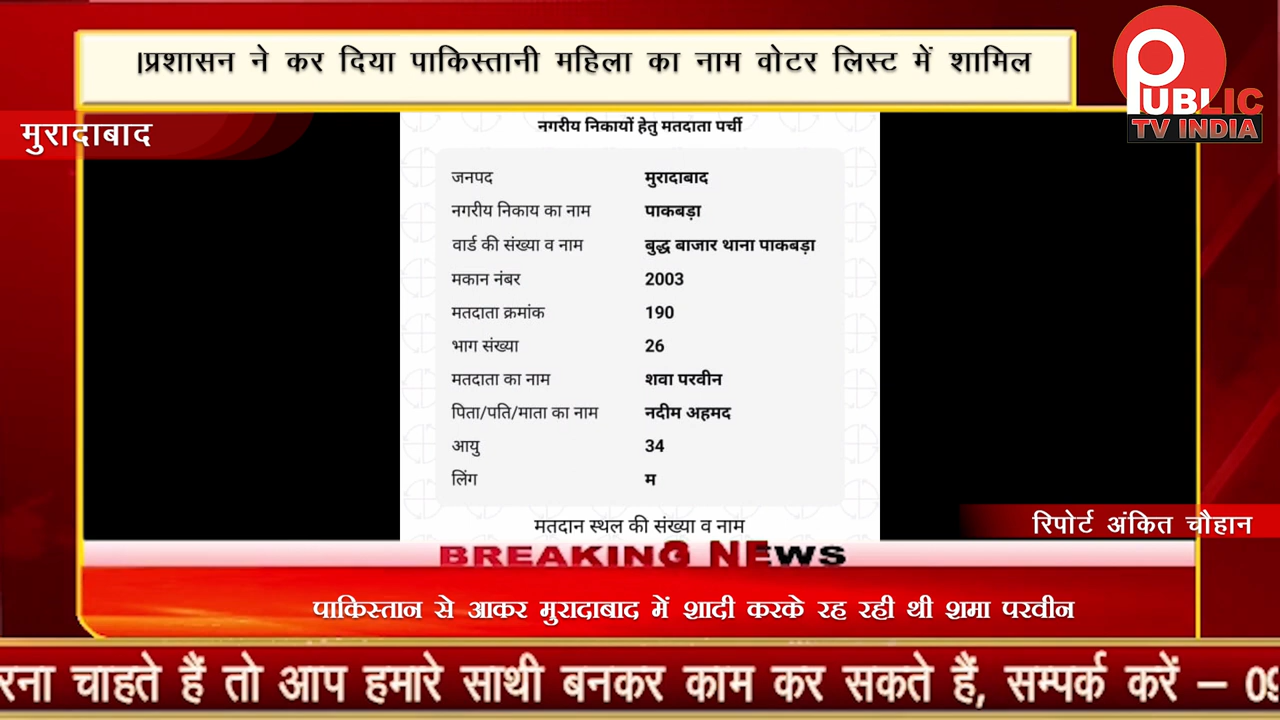 ।प्रशासन ने कर दिया पाकिस्तानी महिला का नाम वोटर लिस्ट में शामिल
PUBLIC
TV INDIA
मुरादाबाद
नगरीय निकायों हेतु मतदाता पर्ची
जनपद मुरादाबाद
नगरीय निकाय का नाम पाकबड़ा
वार्ड की संख्या व नाम बुद्ध बाजार थाना पाकबड़ा
मकान नंबर 2003
मतदाता क्रमांक 190
भाग संख्या 26
मतदाता का नाम शवा परवीन
पिता/पति/माता का नाम नदीम अहमद
आयु 34
लिंग म
मतदान स्थल की संख्या व नाम
रिपोर्ट अंकित चौहान
BREAKING NEWS
पाकिस्तान से आकर मुरादाबाद में शादी करके रह रही थी शमा परवीन
रना चाहते हैं तो आप हमारे साथी बनकर काम कर सकते हैं, सम्पर्क करें – 09